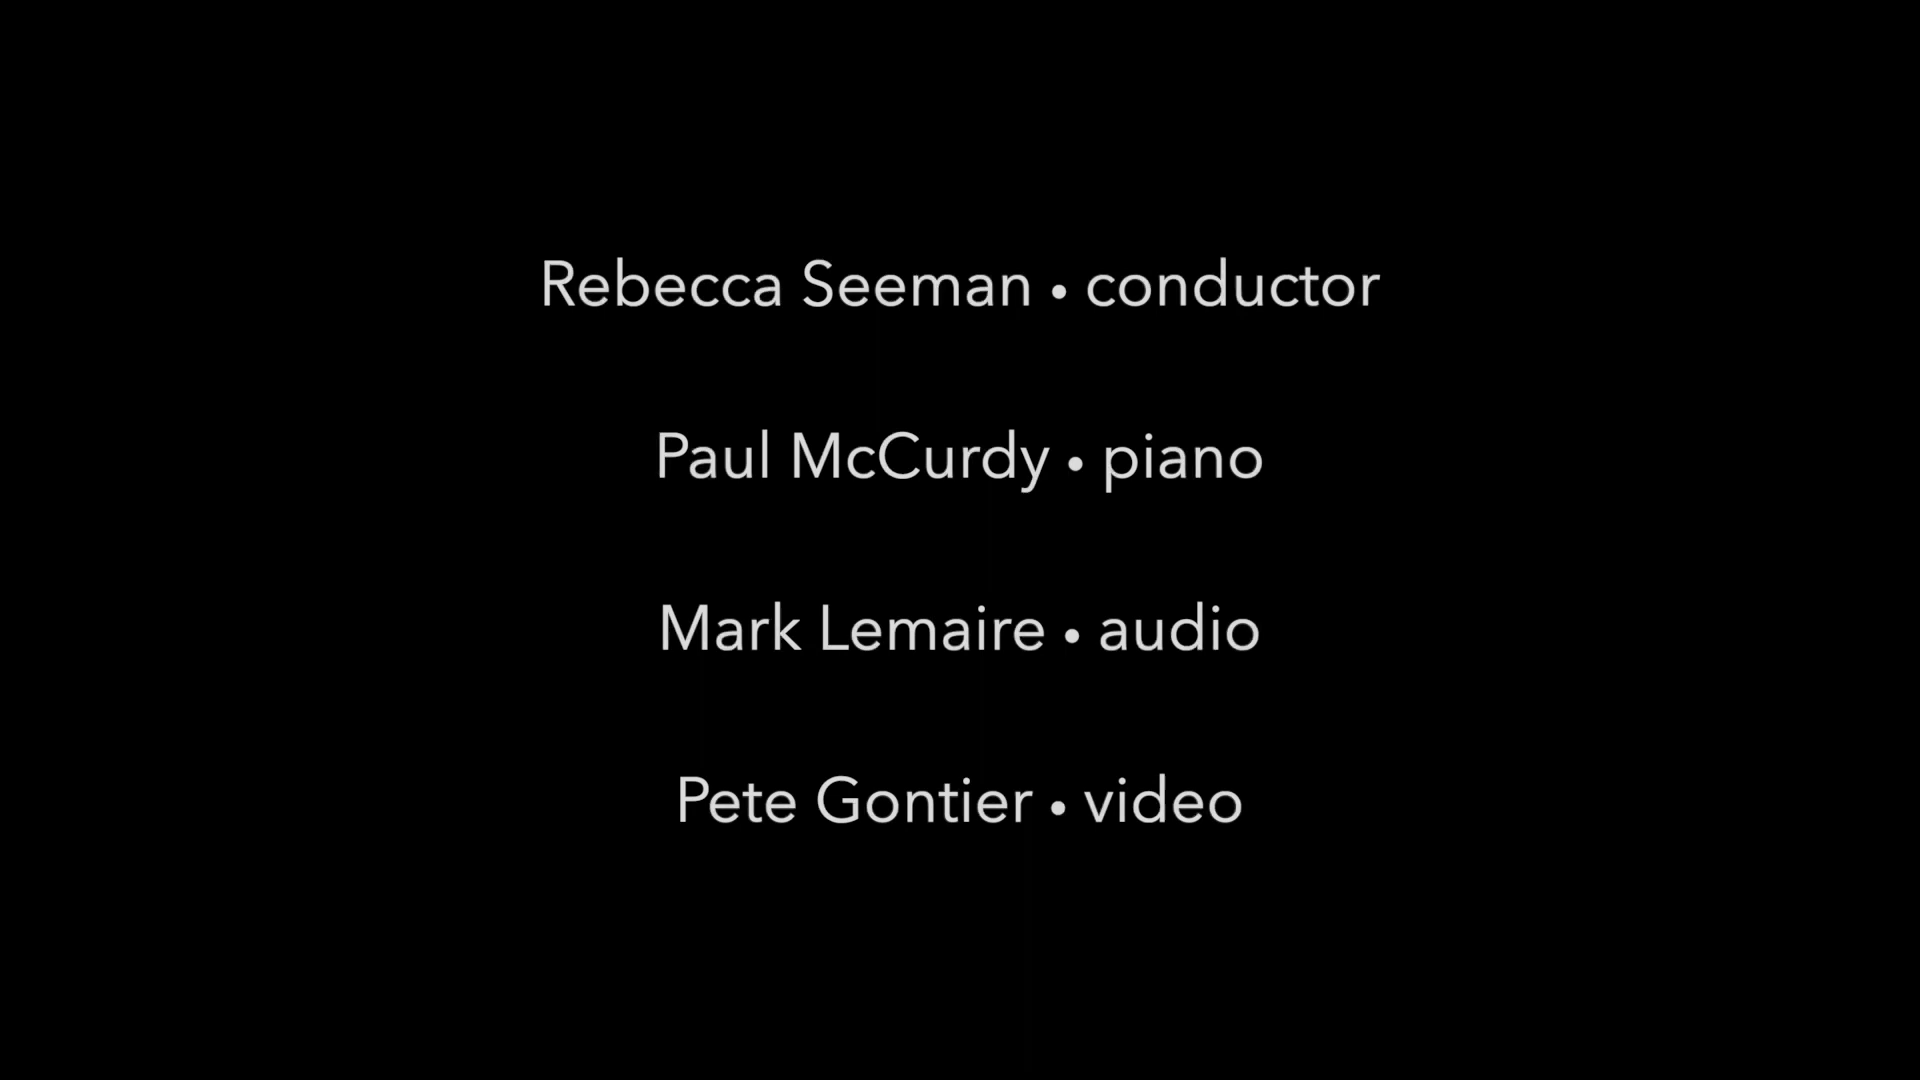 Rebecca Seeman • conductor
Paul McCurdy • piano
Mark Lemaire • audio
Pete Gontier • video